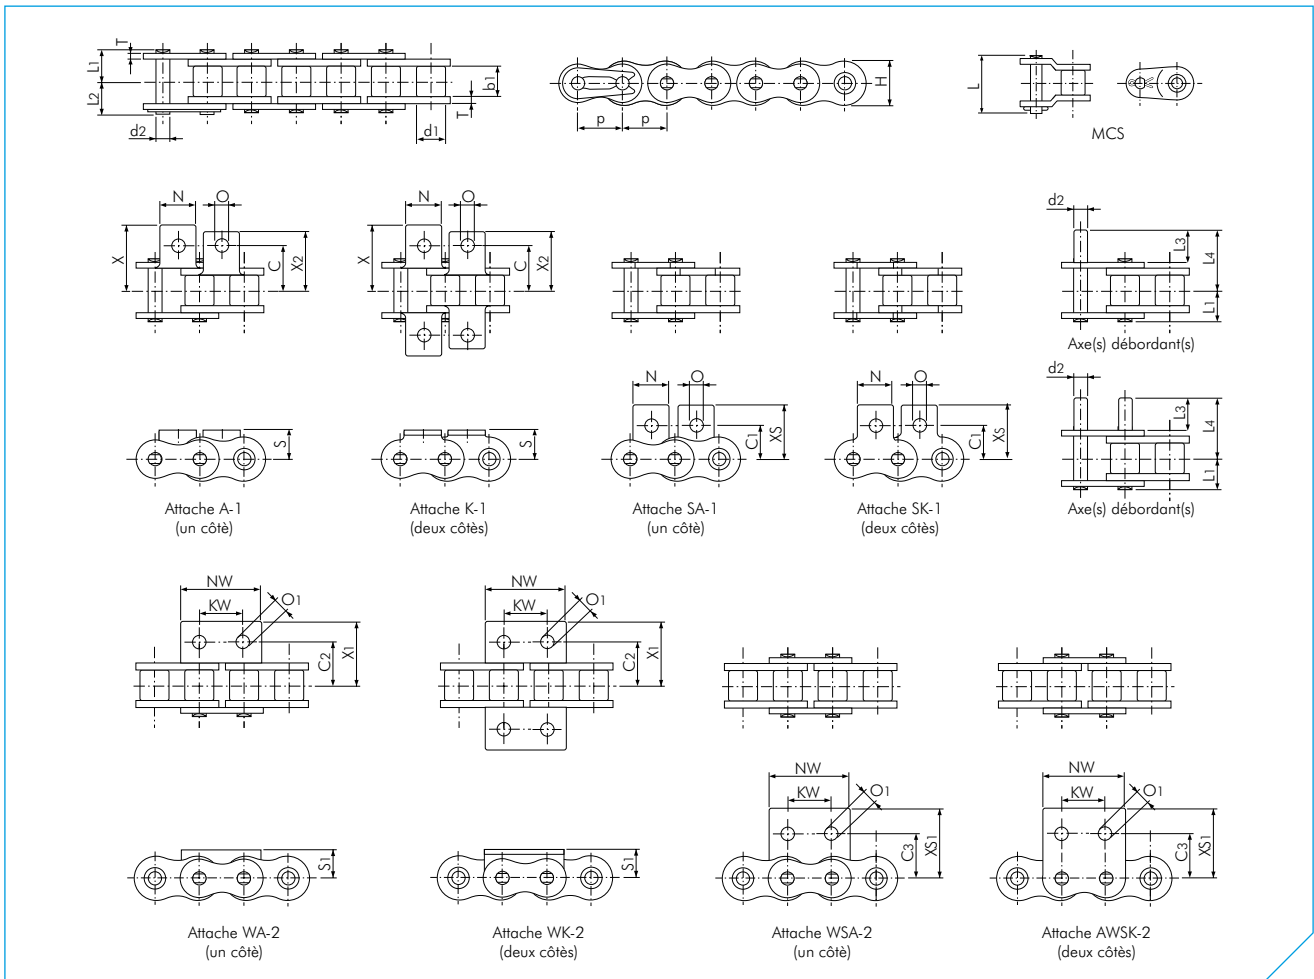 T
L1
L2
d2
d1
b1
T
H
p
p
L
MCS
N
O
X
C
X2
N
O
X
C
X2
d2
L3
L4
L1
Axe(s) débordant(s)
S
Attache A-1
(un côtè)
S
Attache K-1
(deux côtès)
N
O
C1
XS
Attache SA-1
(un côtè)
N
O
C1
XS
Attache SK-1
(deux côtès)
d2
L3
L4
L1
Axe(s) débordant(s)
NW
KW
O1
C2
X1
NW
KW
O1
C2
X1
S1
Attache WA-2
(un côtè)
S1
Attache WK-2
(deux côtès)
NW
KW
O1
C3
XS1
Attache WSA-2
(un côtè)
NW
KW
O1
C3
XS1
Attache AWSK-2
(deux côtès)